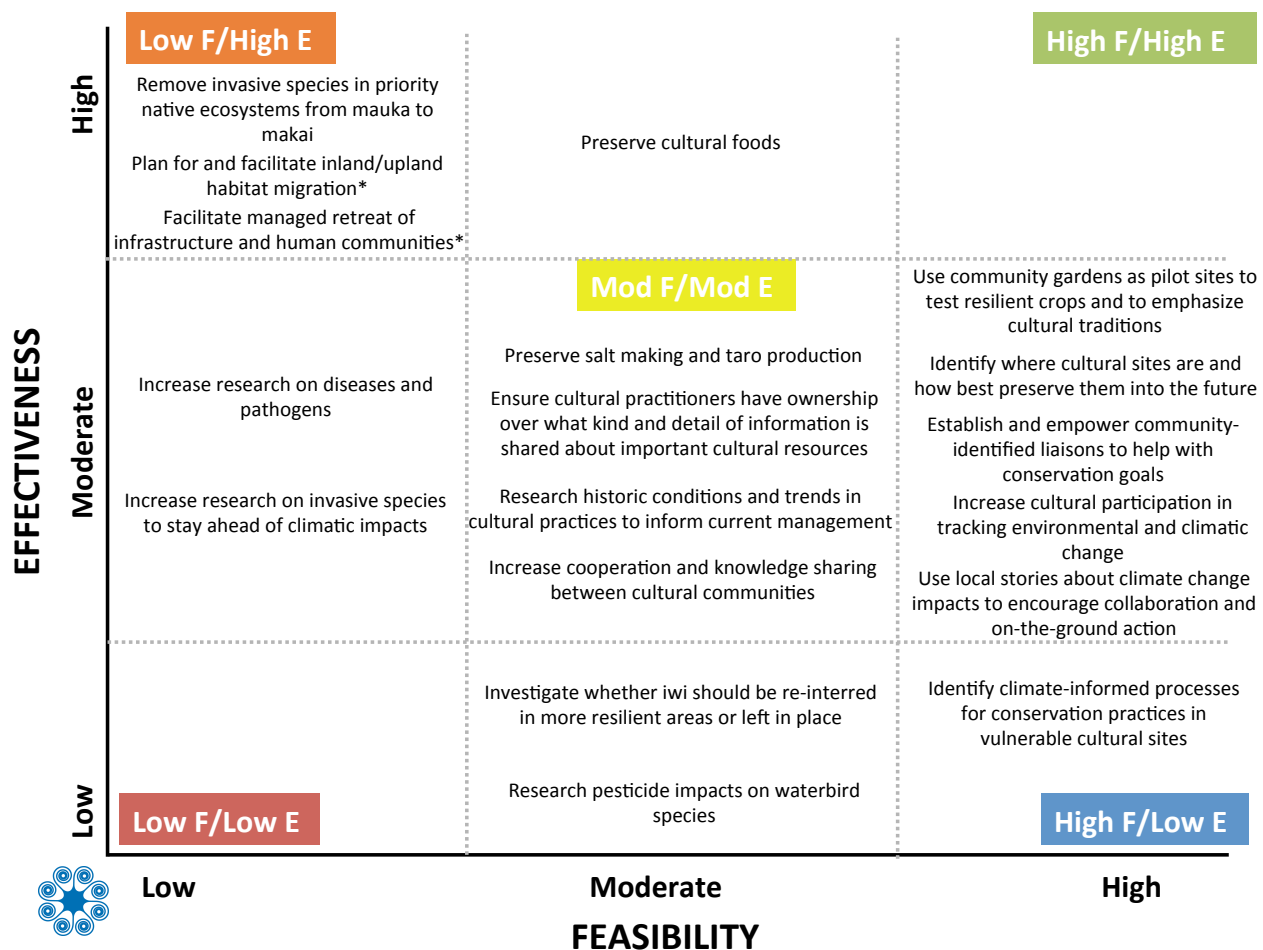 Low F/High E
High F/High E
High
Remove invasive species in priority
native ecosystems from mauka to
makai
Plan for and facilitate inland/upland
habitat migration*
Facilitate managed retreat of
infrastructure and human communities*
Preserve cultural foods
EFFECTIVENESS
Moderate
Increase research on diseases and
pathogens
Increase research on invasive species
to stay ahead of climatic impacts
Mod F/Mod E
Preserve salt making and taro production
Ensure cultural practitioners have ownership
over what kind and detail of information is
shared about important cultural resources
Research historic conditions and trends in
cultural practices to inform current management
Increase cooperation and knowledge sharing
between cultural communities
Use community gardens as pilot sites to
test resilient crops and to emphasize
cultural traditions
Identify where cultural sites are and
how best preserve them into the future
Establish and empower community-
identified liaisons to help with
conservation goals
Increase cultural participation in
tracking environmental and climatic
change
Use local stories about climate change
impacts to encourage collaboration and
on-the-ground action
Low
Low F/Low E
Investigate whether iwi should be re-interred
in more resilient areas or left in place
Research pesticide impacts on waterbird
species
Identify climate-informed processes
for conservation practices in
vulnerable cultural sites
High F/Low E
Low
Moderate
High
FEASIBILITY